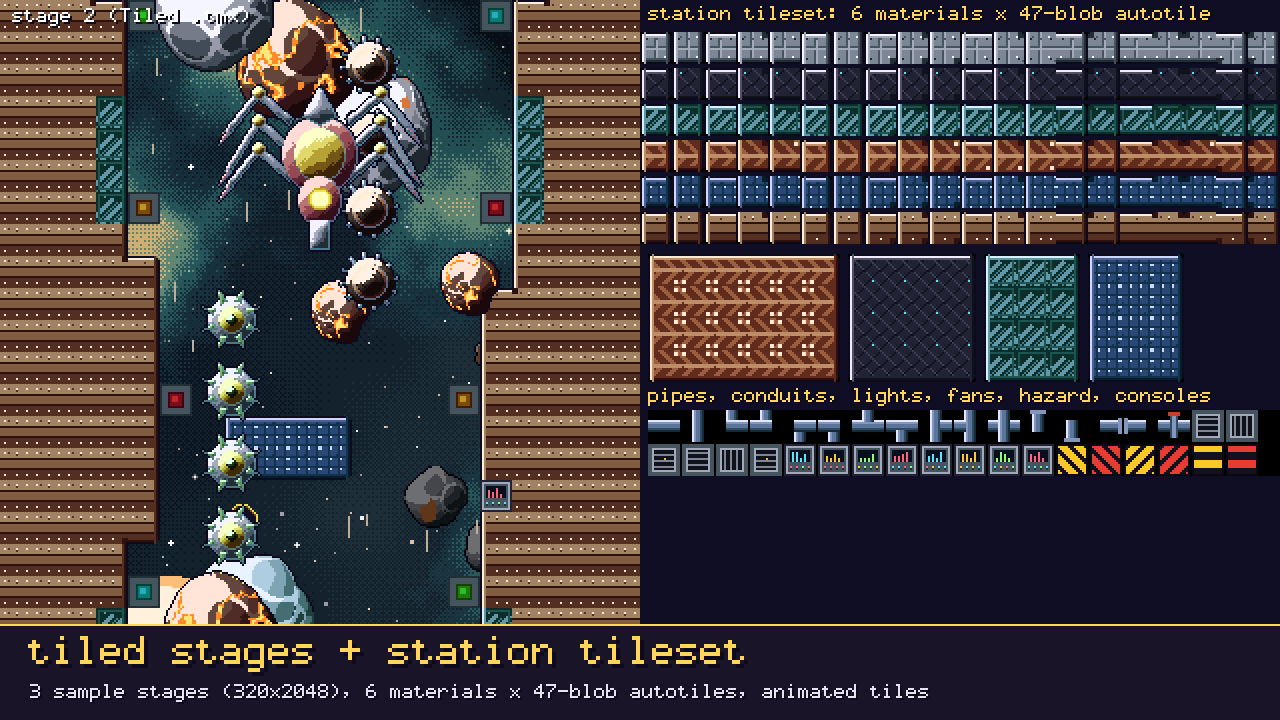 stage 2 (Tiled .tmx)
station tileset: 6 materials x 47-blob autotile
pipes, conduits, lights, fans, hazard, consoles
tiled stages + station tileset
3 sample stages (320x2048), 6 materials x 47-blob autotiles, animated tiles